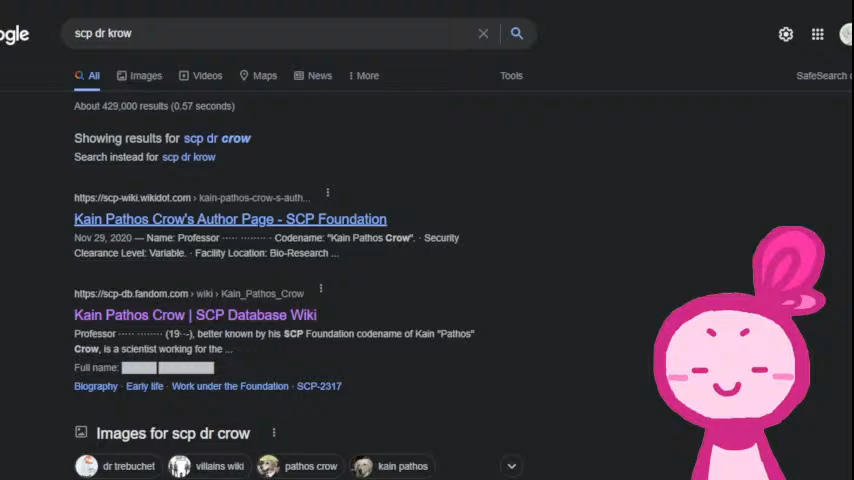 ogle
scp dr krow
All Images Videos Maps News More Tools SafeSearch
About 429,000 results (0.57 seconds)
Showing results for scp dr crow
Search instead for scp dr krow
https://scp-wiki.wikidot.com › kain-pathos-crow-s-auth...
Kain Pathos Crow's Author Page - SCP Foundation
Nov 29, 2020 — Name: Professor ····· ········ · Codename: "Kain Pathos Crow". · Security
Clearance Level: Variable. · Facility Location: Bio-Research ...
https://scp-db.fandom.com › wiki › Kain_Pathos_Crow
Kain Pathos Crow | SCP Database Wiki
Professor ····· ········ (19··-), better known by his SCP Foundation codename of Kain "Pathos"
Crow, is a scientist working for the ...
Full name: █████ ████████
Biography · Early life · Work under the Foundation · SCP-2317
Images for scp dr crow
dr trebuchet villains wiki pathos crow kain pathos